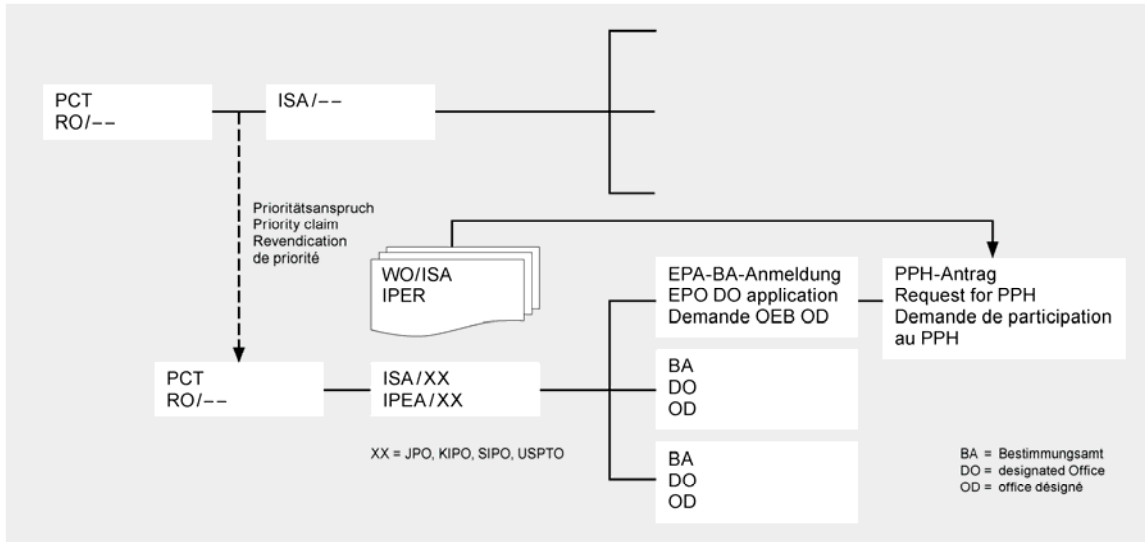 PCT
RO/--
ISA/--
Prioritätsanspruch
Priority claim
Revendication
de priorité
WO/ISA
IPER
EPA-BA-Anmeldung
EPO DO application
Demande OEB OD
PPH-Antrag
Request for PPH
Demande de participation
au PPH
PCT
RO/--
ISA/XX
IPEA/XX
BA
DO
OD
XX = JPO, KIPO, SIPO, USPTO
BA
DO
OD
BA = Bestimmungsamt
DO = designated Office
OD = office désigné